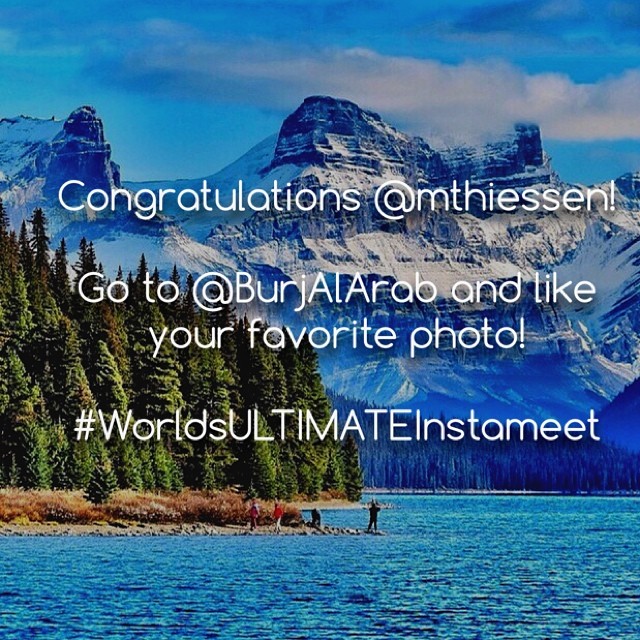 Congratulations @mthiessen!
Go to @BurjAlArab and like
your favorite photo!
#WorldsULTIMATEInstameet